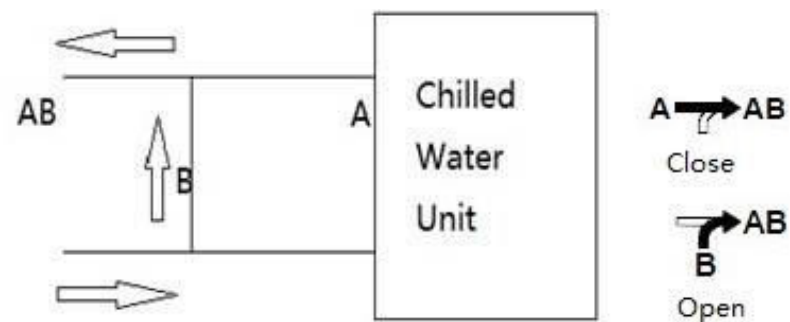 AB
A
B
Chilled
Water
Unit
A AB
Close
AB
B
Open